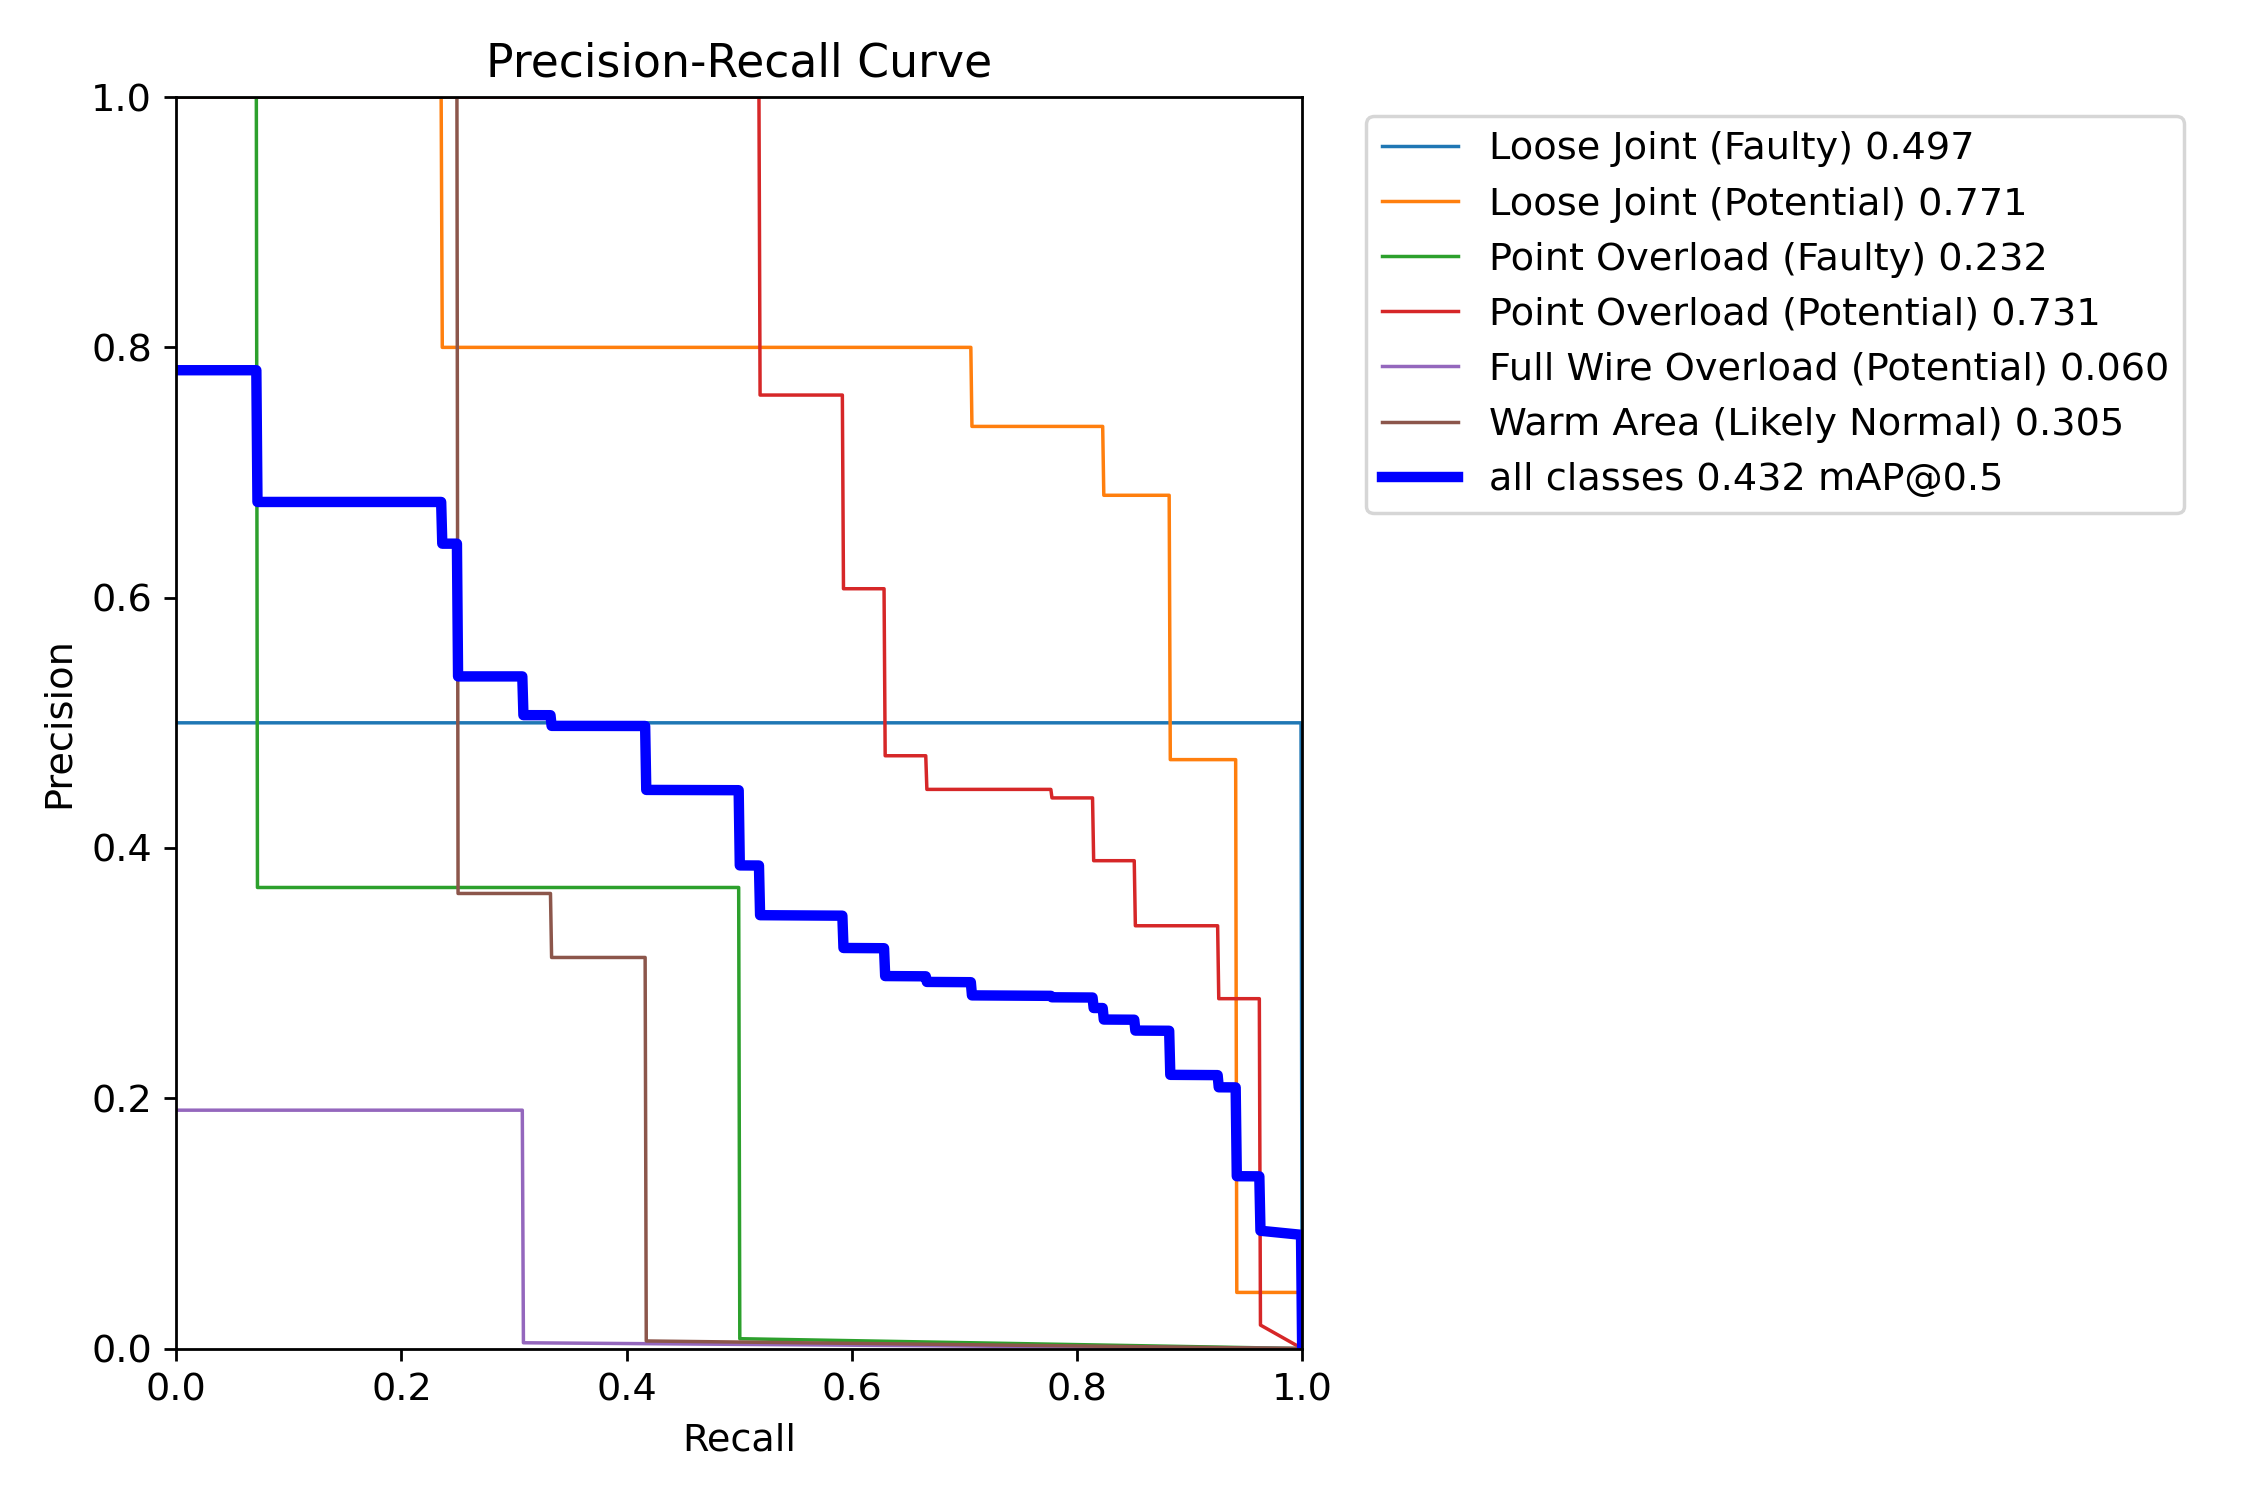 Precision-Recall Curve
1.0
0.8
0.6
0.4
0.2
0.0
Precision
0.0 0.2 0.4 0.6 0.8 1.0
Recall
Loose Joint (Faulty) 0.497
Loose Joint (Potential) 0.771
Point Overload (Faulty) 0.232
Point Overload (Potential) 0.731
Full Wire Overload (Potential) 0.060
Warm Area (Likely Normal) 0.305
all classes 0.432 mAP@0.5